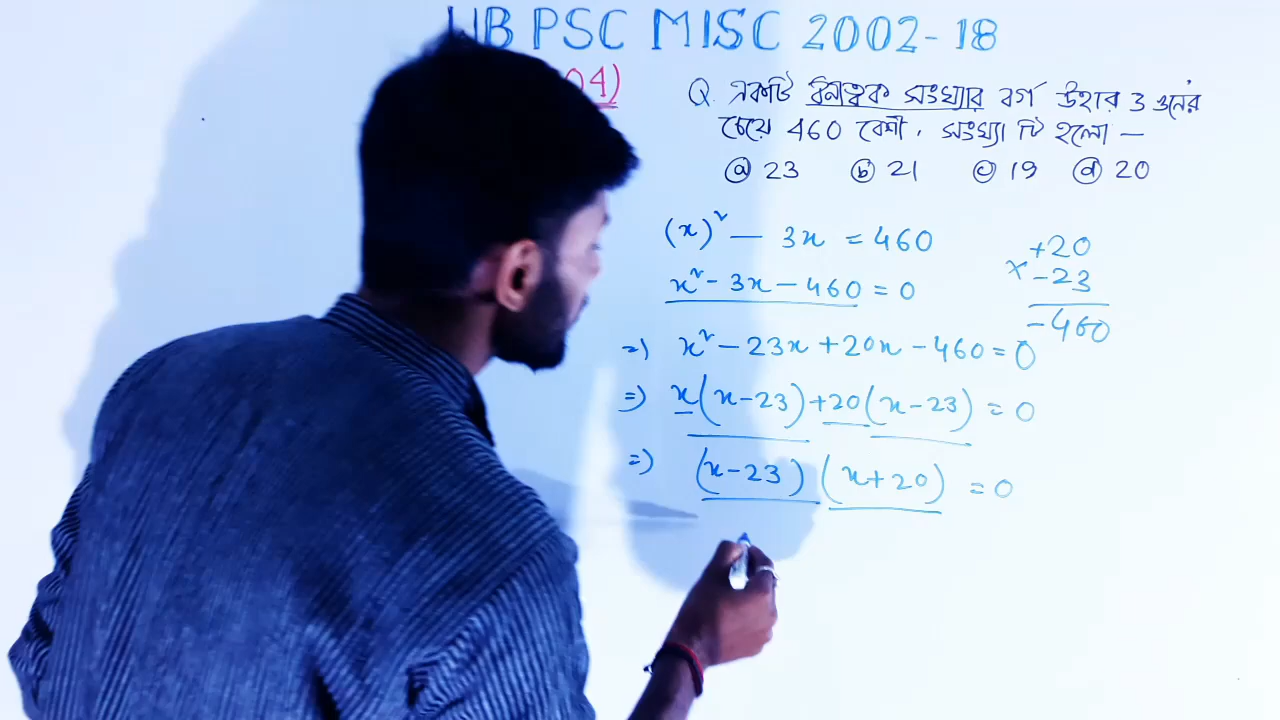 WB PSC MISC 2002-18
04)
Q. একটি ধনাত্বক সংখ্যার বর্গ উহার 3 গুনের
চেয়ে 460 বেশী, সংখ্যা টি হলো —
(a) 23 (b) 21 (c) 19 (d) 20
(x)² — 3x = 460
x² - 3x - 460 = 0
⇒ x² - 23x + 20x - 460 = 0
⇒ x(x-23) + 20(x-23) = 0
⇒ (x-23) (x+20) = 0
+20
× -23
-460